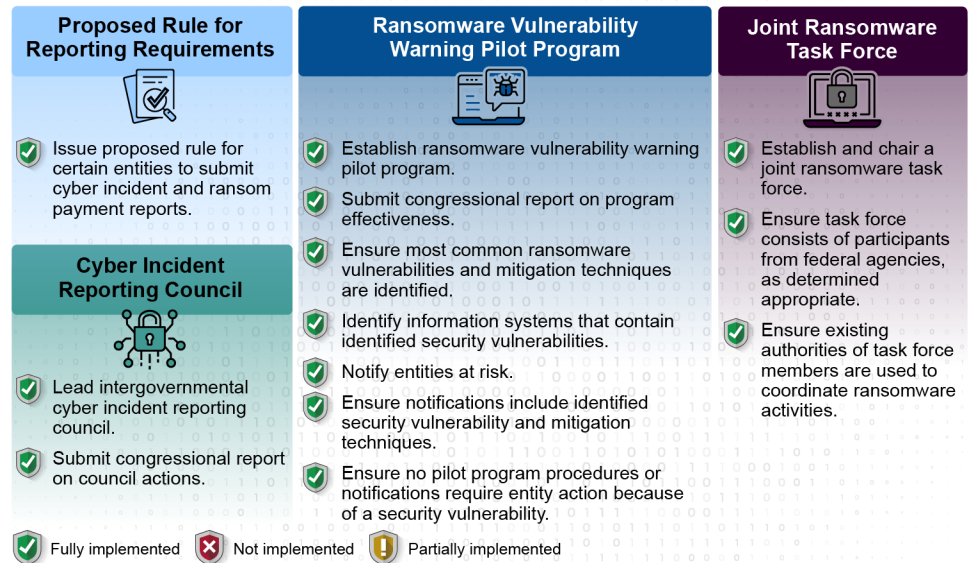 Proposed Rule for
Reporting Requirements
Issue proposed rule for
certain entities to submit
cyber incident and ransom
payment reports.
Cyber Incident
Reporting Council
Lead intergovernmental
cyber incident reporting
council.
Submit congressional report
on council actions.
Ransomware Vulnerability
Warning Pilot Program
Establish ransomware vulnerability warning
pilot program.
Submit congressional report on program
effectiveness.
Ensure most common ransomware
vulnerabilities and mitigation techniques
are identified.
Identify information systems that contain
identified security vulnerabilities.
Notify entities at risk.
Ensure notifications include identified
security vulnerability and mitigation
techniques.
Ensure no pilot program procedures or
notifications require entity action because
of a security vulnerability.
Joint Ransomware
Task Force
Establish and chair a
joint ransomware task
force.
Ensure task force
consists of participants
from federal agencies,
as determined
appropriate.
Ensure existing
authorities of task force
members are used to
coordinate ransomware
activities.
Fully implemented
Not implemented
Partially implemented